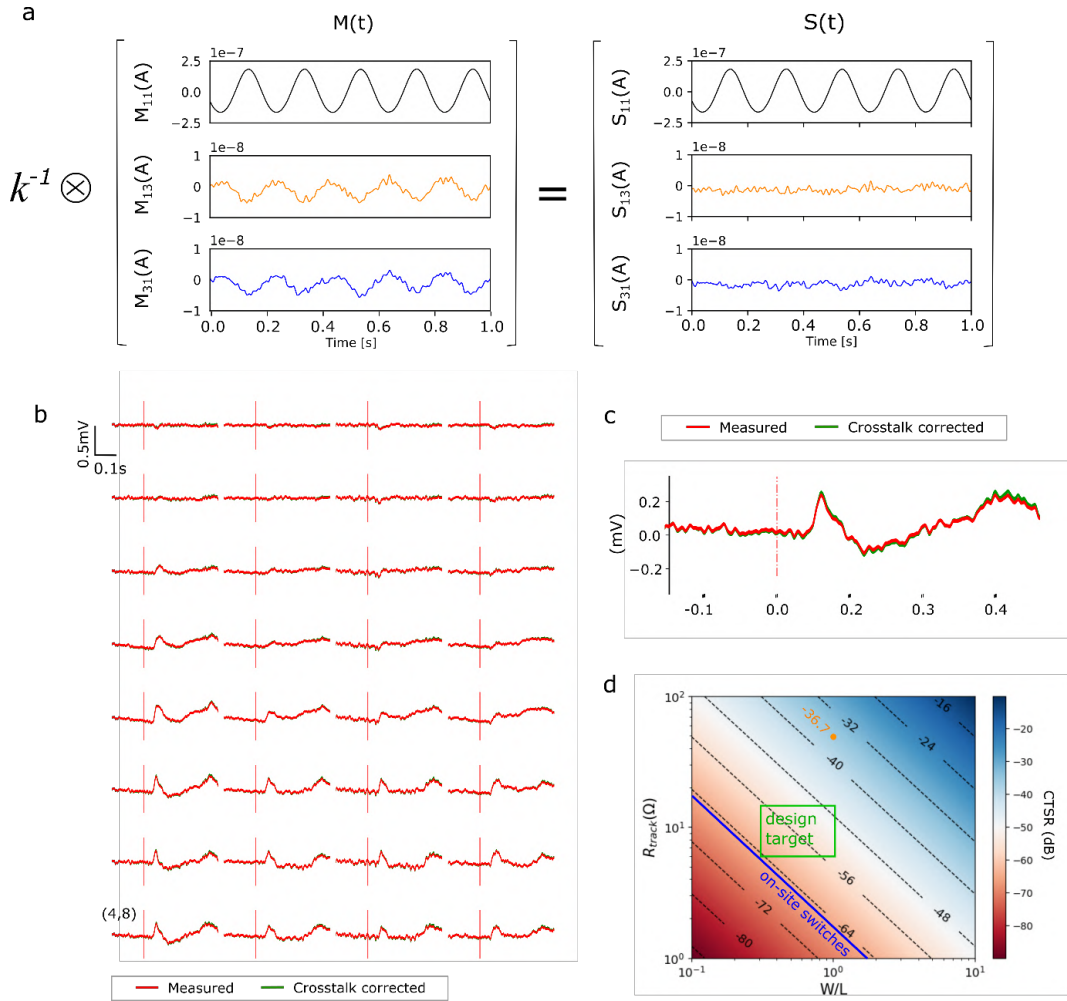 a
M(t)
S(t)
k⁻¹ ⊗
=
1e−7
2.5
0.0
−2.5
M₁₁(A)
1e−8
1
0
−1
M₁₃(A)
1e−8
1
0
−1
M₃₁(A)
0.0 0.2 0.4 0.6 0.8 1.0
Time [s]
1e−7
2.5
0.0
−2.5
S₁₁(A)
1e−8
1
0
−1
S₁₃(A)
1e−8
1
0
−1
S₃₁(A)
0.0 0.2 0.4 0.6 0.8 1.0
Time [s]
b
0.5mV
0.1s
(4,8)
Measured Crosstalk corrected
c
Measured Crosstalk corrected
0.2
0.0
−0.2
(mV)
-0.1 0.0 0.2 0.3 0.4
d
10²
10¹
10⁰
R_track(Ω)
-16
-24
-32
-36.7
-40
-48
-56
-64
-72
-80
design
target
on-site switches
10⁻¹ 10⁰ 10¹
W/L
−20
−30
−40
−50
−60
−70
−80
CTSR (dB)